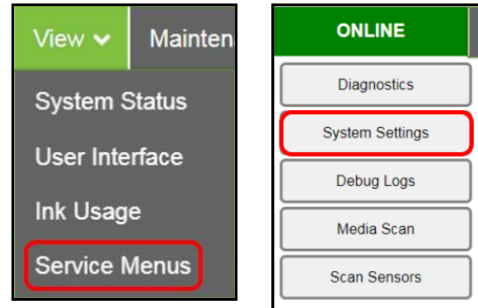 View Mainten
System Status
User Interface
Ink Usage
Service Menus
ONLINE
Diagnostics
System Settings
Debug Logs
Media Scan
Scan Sensors